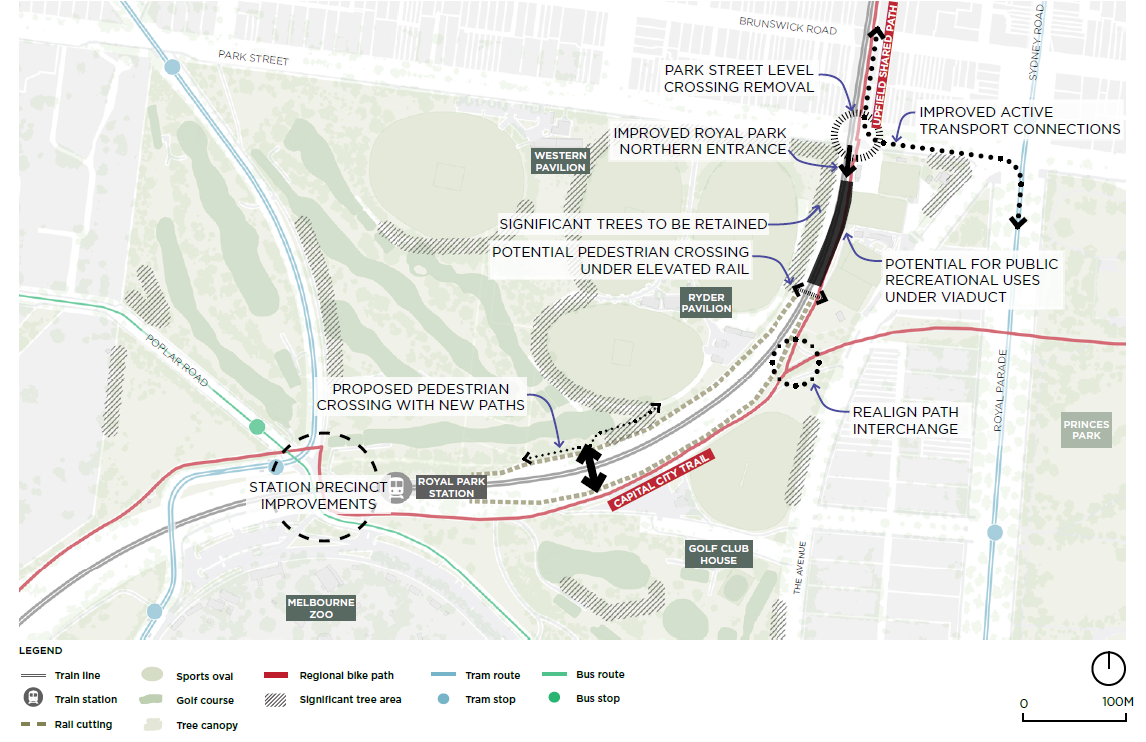 BRUNSWICK ROAD
SYDNEY ROAD
PARK STREET
UPFIELD SHARED PATH
PARK STREET LEVEL
CROSSING REMOVAL
IMPROVED ACTIVE
TRANSPORT CONNECTIONS
IMPROVED ROYAL PARK
NORTHERN ENTRANCE
WESTERN
PAVILION
SIGNIFICANT TREES TO BE RETAINED
POTENTIAL PEDESTRIAN CROSSING
UNDER ELEVATED RAIL
POTENTIAL FOR PUBLIC
RECREATIONAL USES
UNDER VIADUCT
RYDER
PAVILION
POPLAR ROAD
ROYAL PARADE
PROPOSED PEDESTRIAN
CROSSING WITH NEW PATHS
REALIGN PATH
INTERCHANGE
PRINCES
PARK
STATION PRECINCT
IMPROVEMENTS
ROYAL PARK
STATION
CAPITAL CITY TRAIL
GOLF CLUB
HOUSE
THE AVENUE
MELBOURNE
ZOO
LEGEND
Train line
Train station
Rail cutting
Sports oval
Golf course
Tree canopy
Regional bike path
Significant tree area
Tram route
Tram stop
Bus route
Bus stop
0 100M